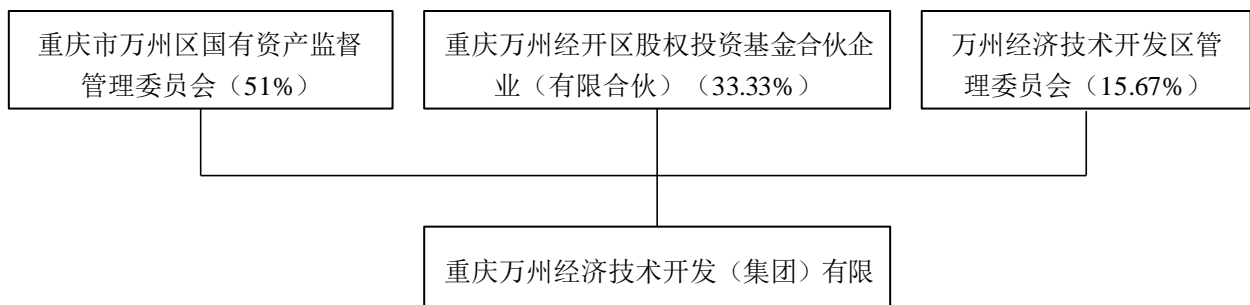 重庆市万州区国有资产监督
管理委员会（51%）
重庆万州经开区股权投资基金合伙企
业（有限合伙）（33.33%）
万州经济技术开发区管
理委员会（15.67%）
重庆万州经济技术开发（集团）有限